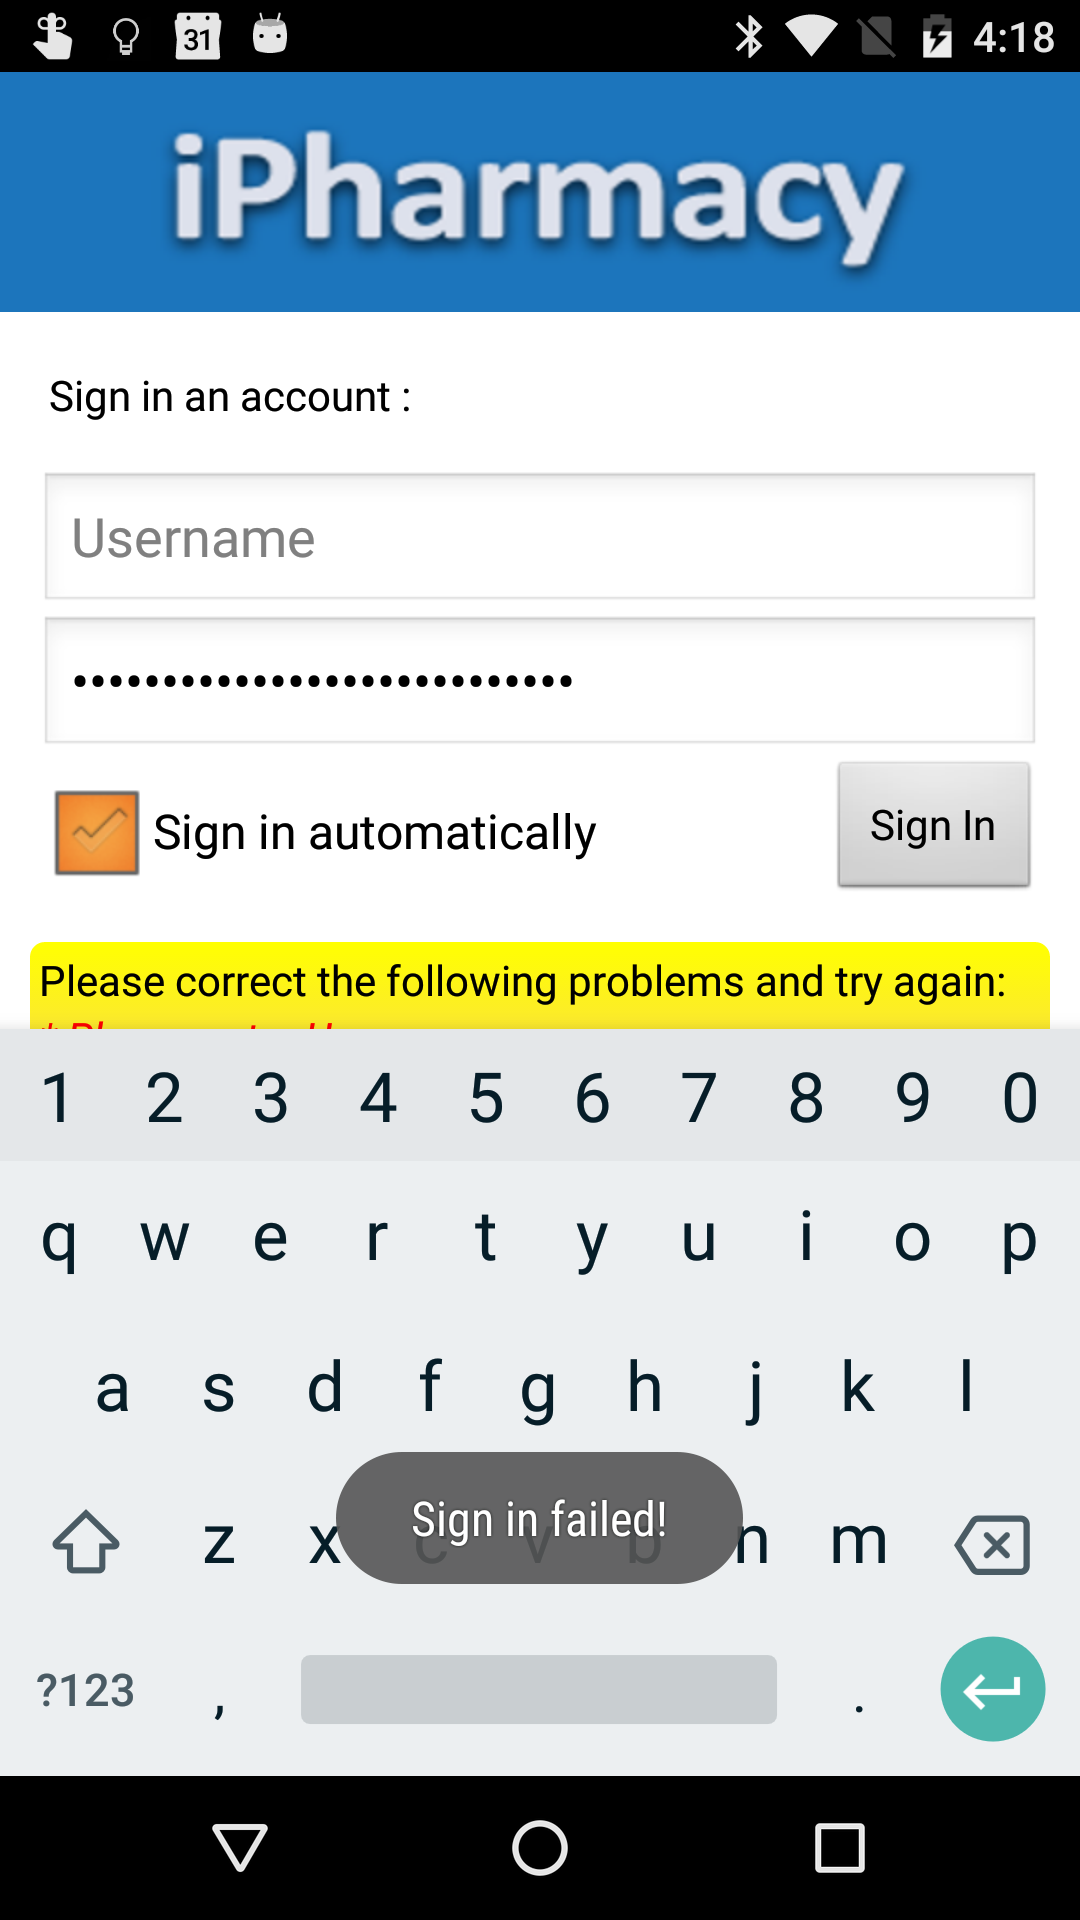 31
4:18
iPharmacy
Sign in an account :
Username
••••••••••••••••••••••••••••
Sign in automatically
Sign In
Please correct the following problems and try again:
1 2 3 4 5 6 7 8 9 0
q w e r t y u i o p
a s d f g h j k l
z x c v b n m
Sign in failed!
?123 , .